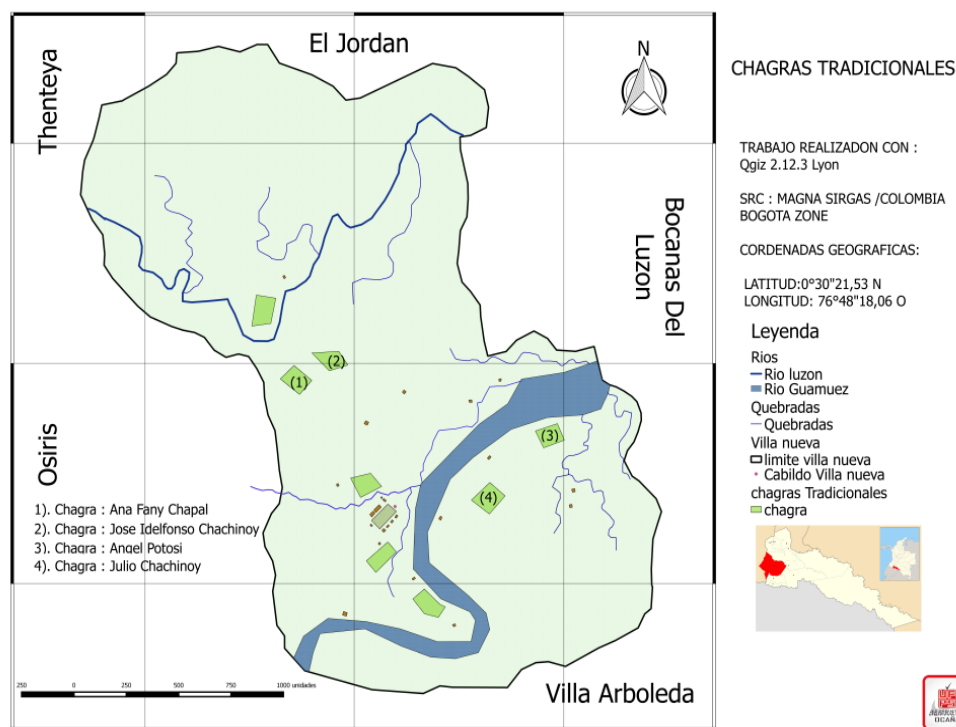 El Jordan
Thenteya
N
Bocanas Del
Luzon
Osiris
(2)
(1)
(3)
(4)
1). Chagra : Ana Fany Chapal
2). Chagra : Jose Idelfonso Chachinoy
3). Chagra : Angel Potosi
4). Chagra : Julio Chachinoy
250 0 250 500 750 1000 unidades
Villa Arboleda
CHAGRAS TRADICIONALES
TRABAJO REALIZADON CON :
Qgiz 2.12.3 Lyon
SRC : MAGNA SIRGAS /COLOMBIA
BOGOTA ZONE
CORDENADAS GEOGRAFICAS:
LATITUD:0°30"21,53 N
LONGITUD: 76°48"18,06 O
Leyenda
Rios
Rio luzon
Rio Guamuez
Quebradas
Quebradas
Villa nueva
limite villa nueva
Cabildo Villa nueva
chagras Tradicionales
chagra